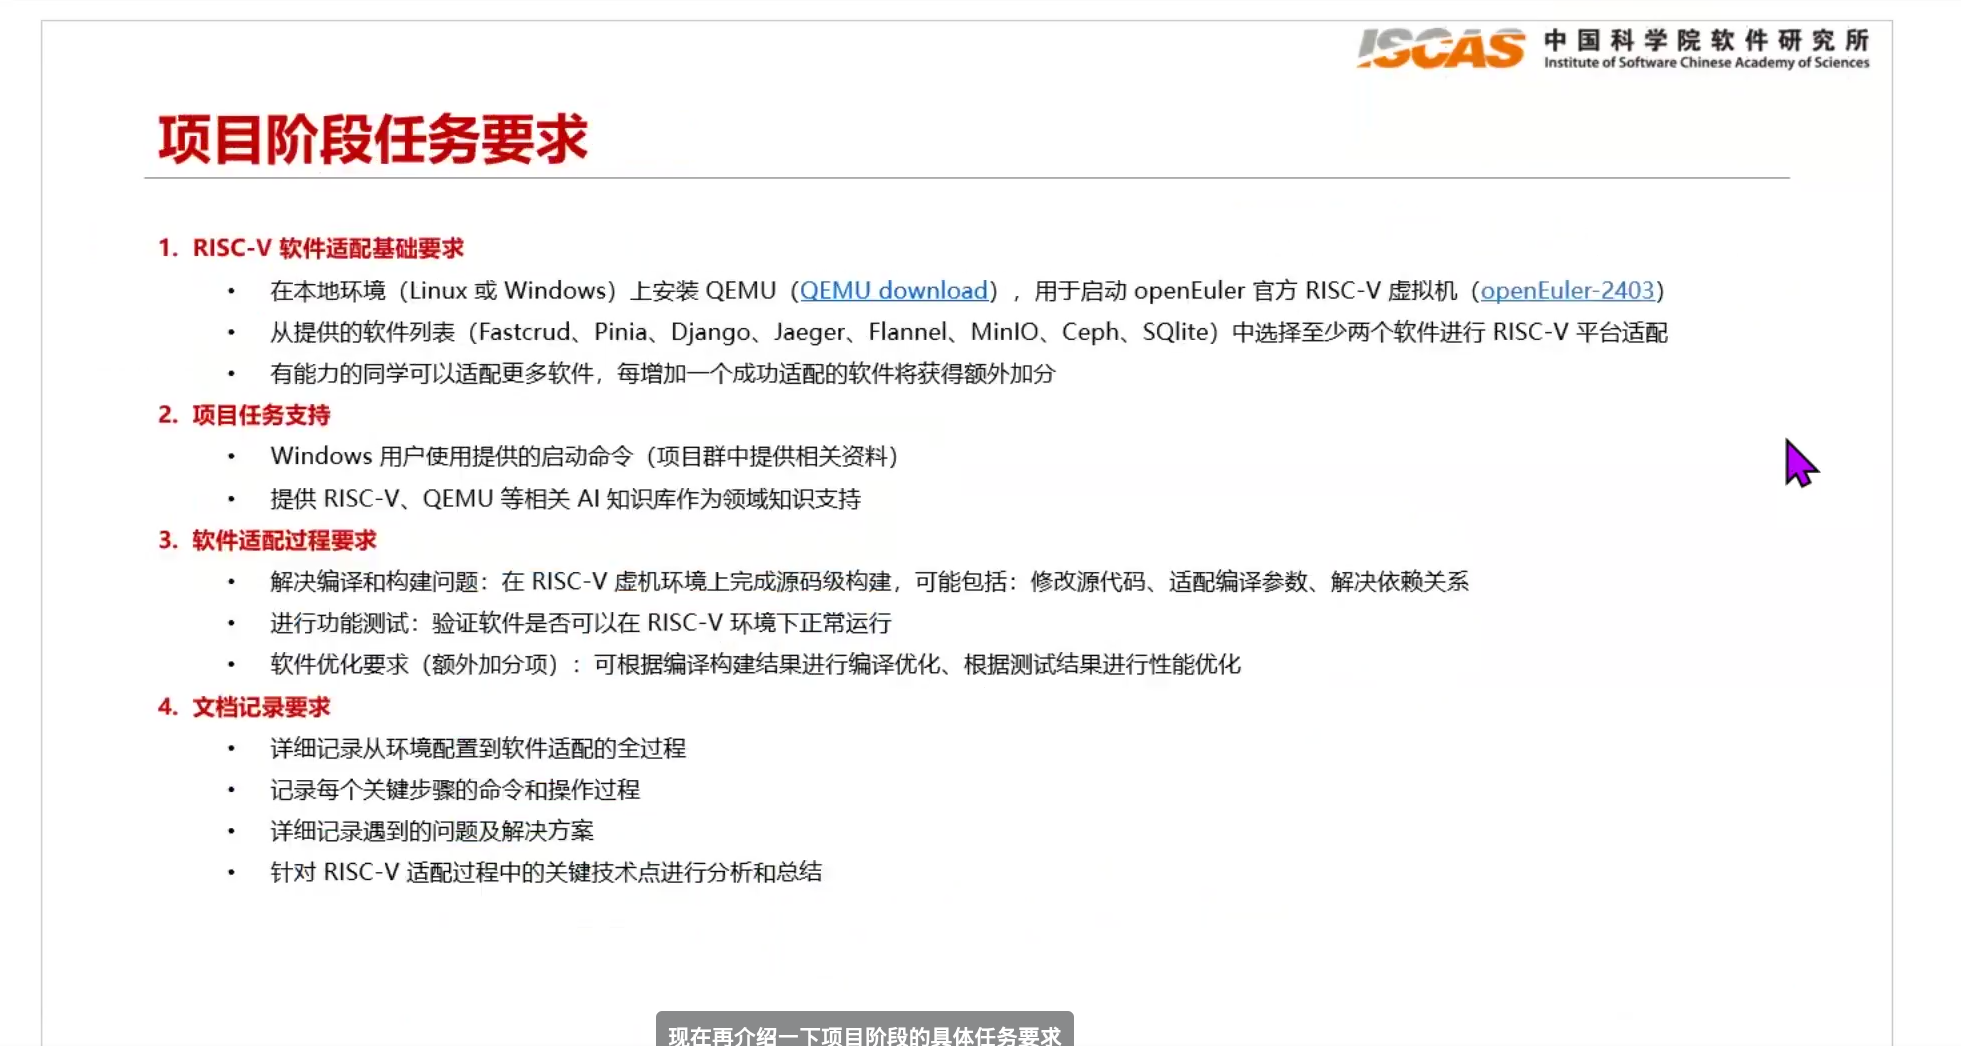 ISCAS 中国科学院软件研究所
Institute of Software Chinese Academy of Sciences
项目阶段任务要求
1. RISC-V 软件适配基础要求
• 在本地环境（Linux 或 Windows）上安装 QEMU（QEMU download），用于启动 openEuler 官方 RISC-V 虚拟机（openEuler-2403）
• 从提供的软件列表（Fastcrud、Pinia、Django、Jaeger、Flannel、MinIO、Ceph、SQlite）中选择至少两个软件进行 RISC-V 平台适配
• 有能力的同学可以适配更多软件，每增加一个成功适配的软件将获得额外加分
2. 项目任务支持
• Windows 用户使用提供的启动命令（项目群中提供相关资料）
• 提供 RISC-V、QEMU 等相关 AI 知识库作为领域知识支持
3. 软件适配过程要求
• 解决编译和构建问题：在 RISC-V 虚机环境上完成源码级构建，可能包括：修改源代码、适配编译参数、解决依赖关系
• 进行功能测试：验证软件是否可以在 RISC-V 环境下正常运行
• 软件优化要求（额外加分项）：可根据编译构建结果进行编译优化、根据测试结果进行性能优化
4. 文档记录要求
• 详细记录从环境配置到软件适配的全过程
• 记录每个关键步骤的命令和操作过程
• 详细记录遇到的问题及解决方案
• 针对 RISC-V 适配过程中的关键技术点进行分析和总结
现在再介绍一下项目阶段的具体任务要求